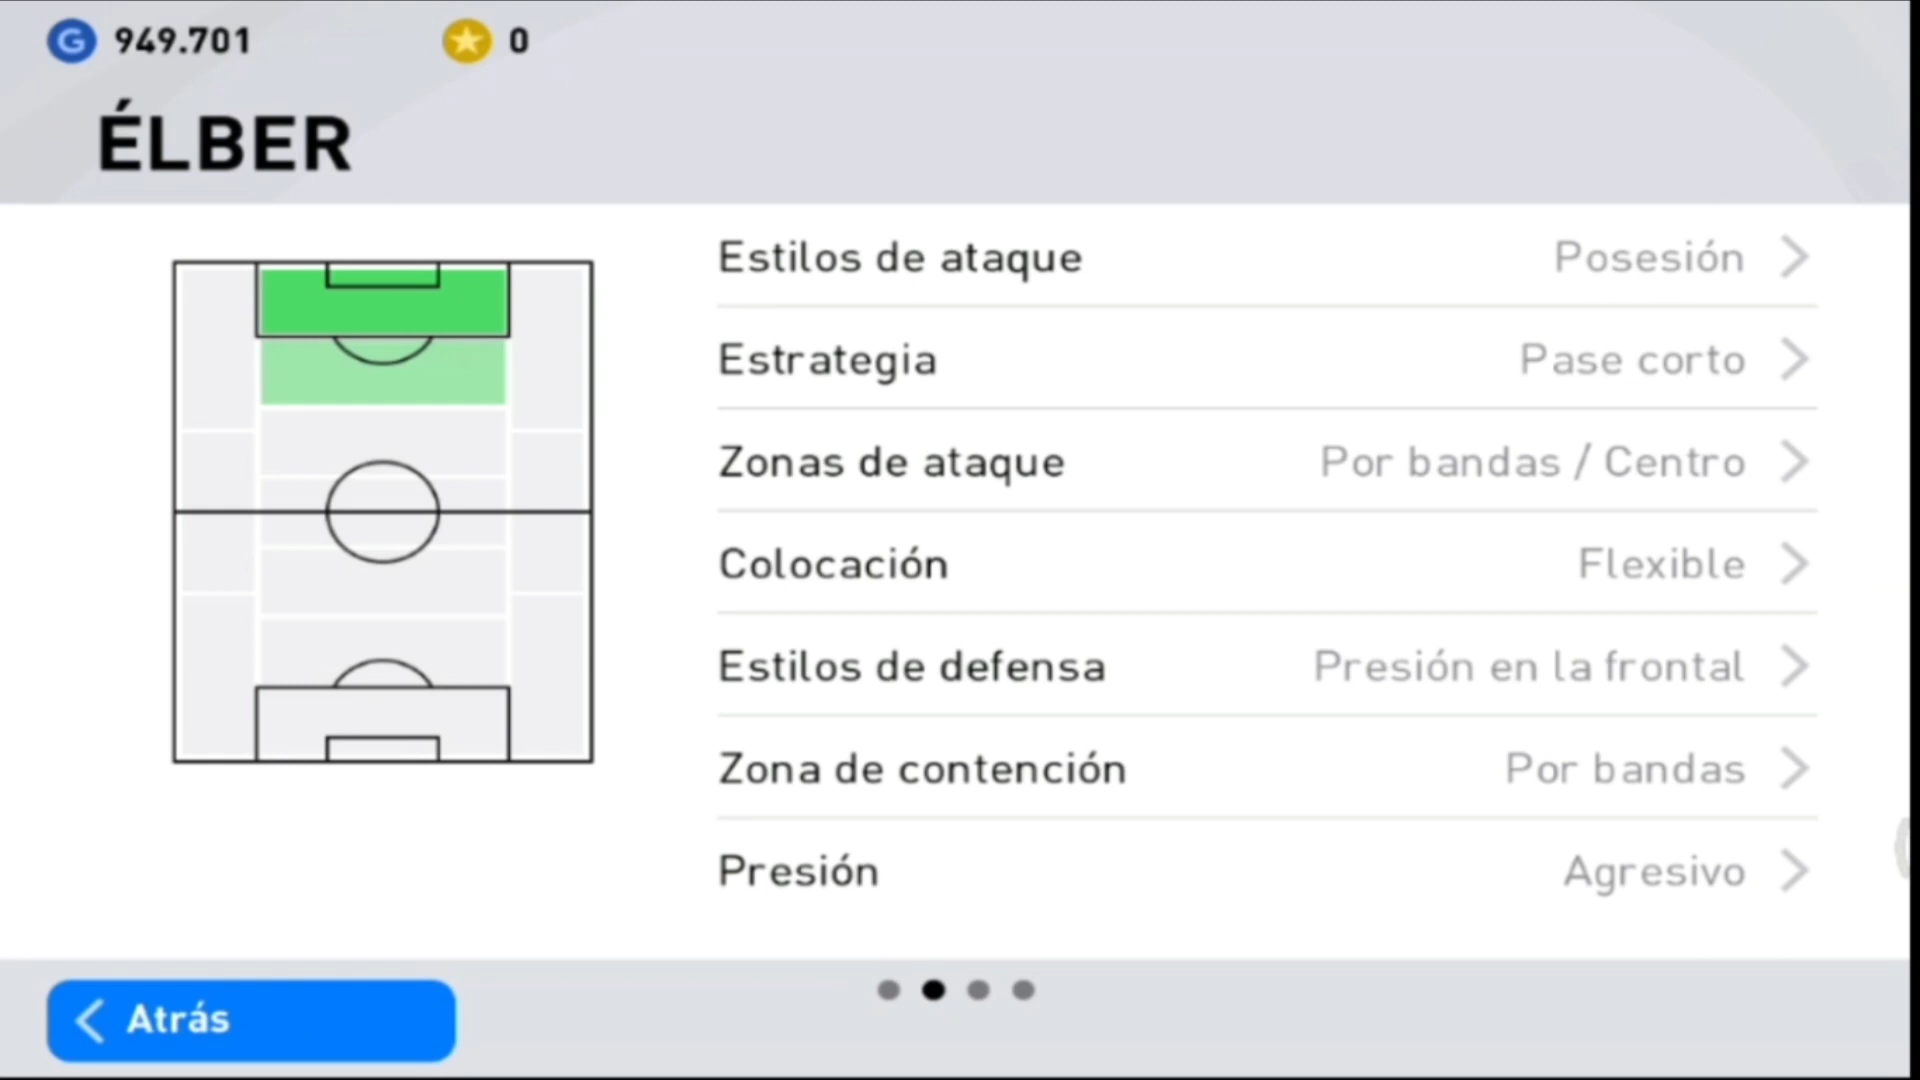 G 949.701 0
ÉLBER
Estilos de ataque Posesión
Estrategia Pase corto
Zonas de ataque Por bandas / Centro
Colocación Flexible
Estilos de defensa Presión en la frontal
Zona de contención Por bandas
Presión Agresivo
Atrás